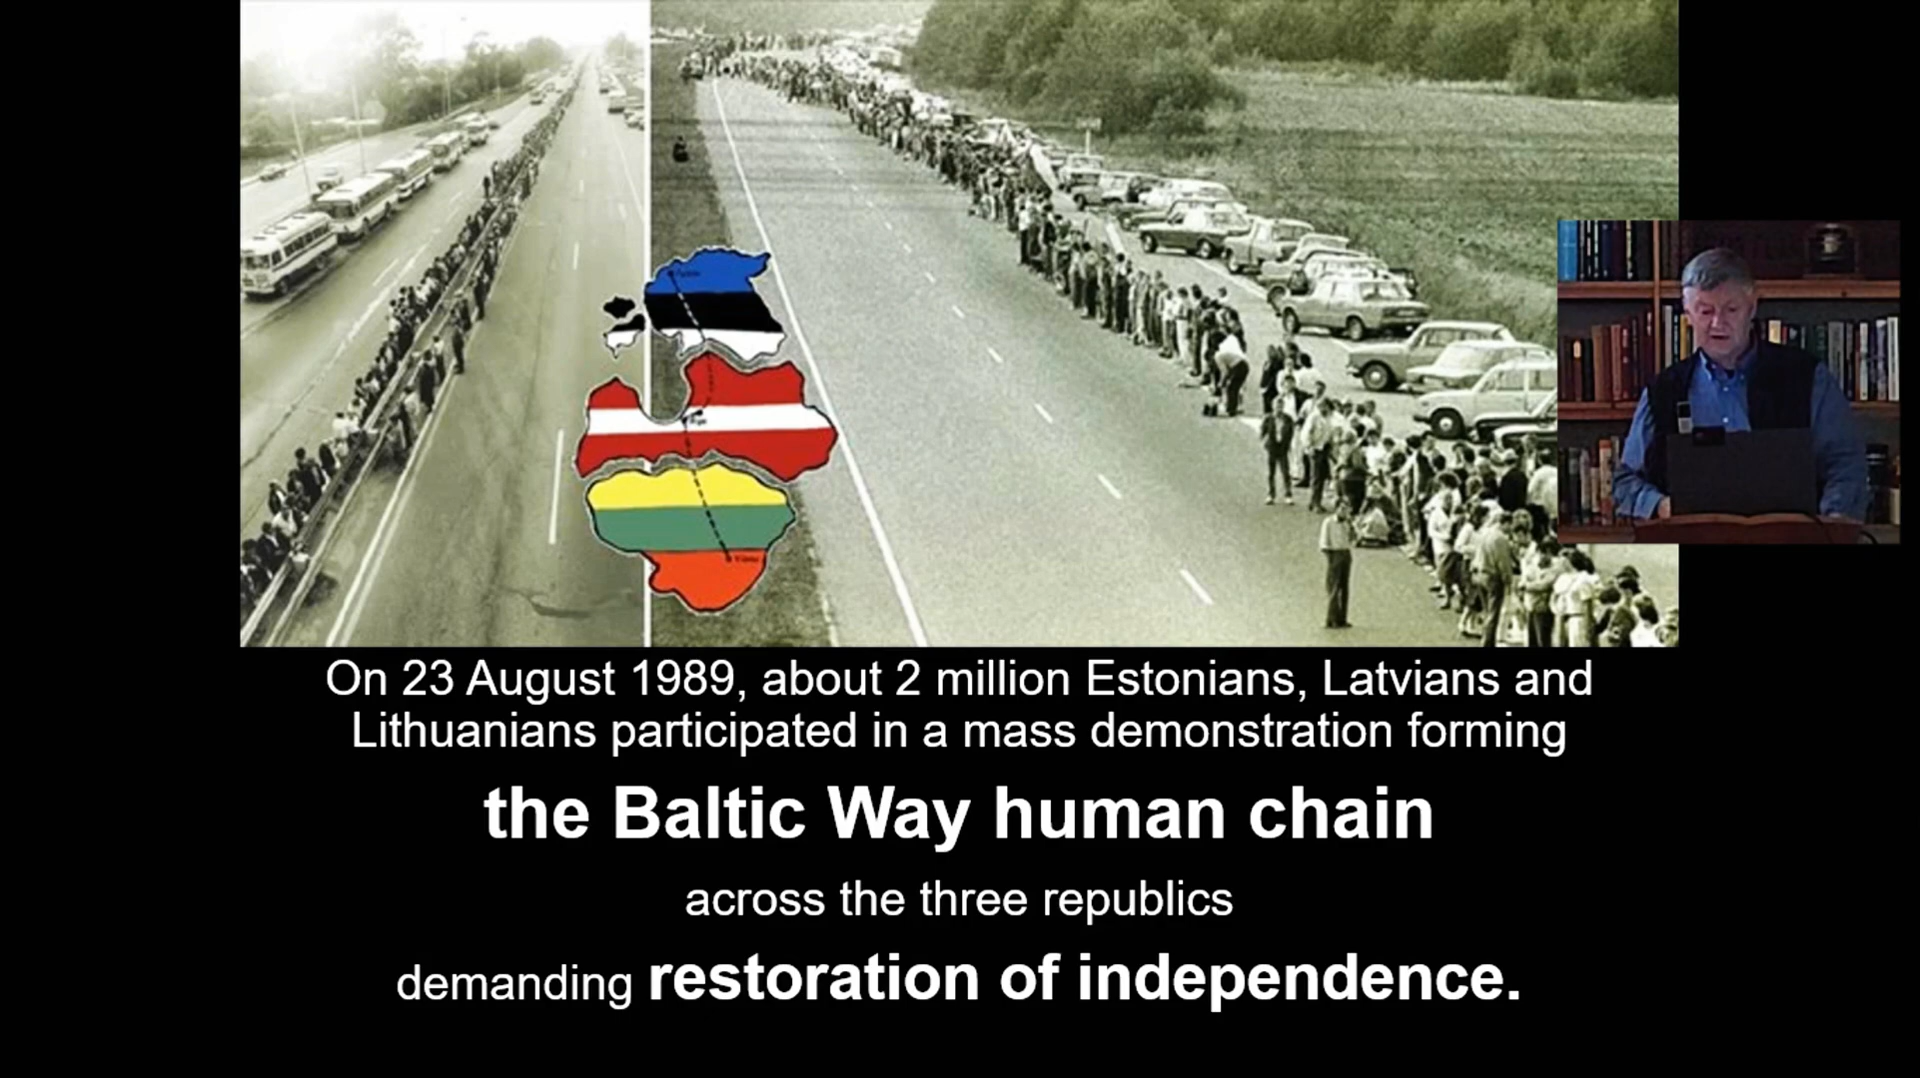 On 23 August 1989, about 2 million Estonians, Latvians and
Lithuanians participated in a mass demonstration forming
the Baltic Way human chain
across the three republics
demanding restoration of independence.